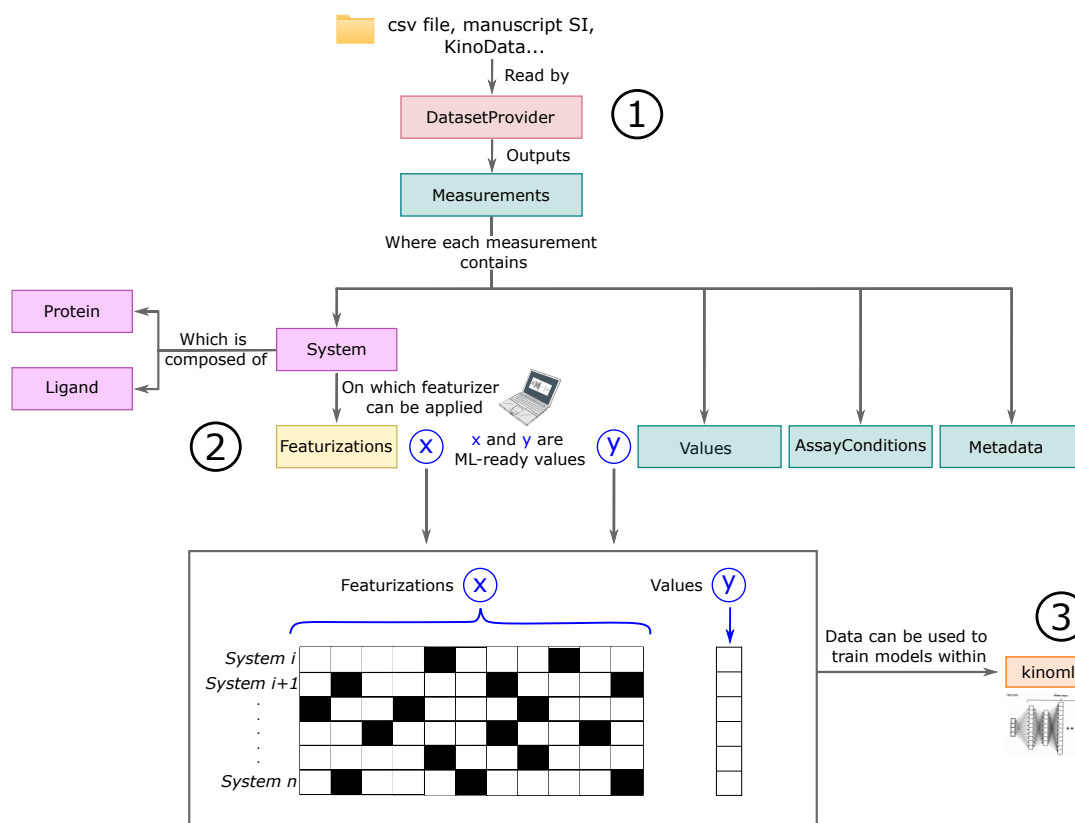 csv file, manuscript SI,
KinoData...
Read by
DatasetProvider
1
Outputs
Measurements
Where each measurement
contains
Protein
Which is
composed of
System
Ligand
On which featurizer
can be applied
2
Featurizations
x
x and y are
ML-ready values
y
Values
AssayConditions
Metadata
Featurizations
x
Values
y
System i
System i+1
.
.
.
System n
Data can be used to
train models within
3
kinoml